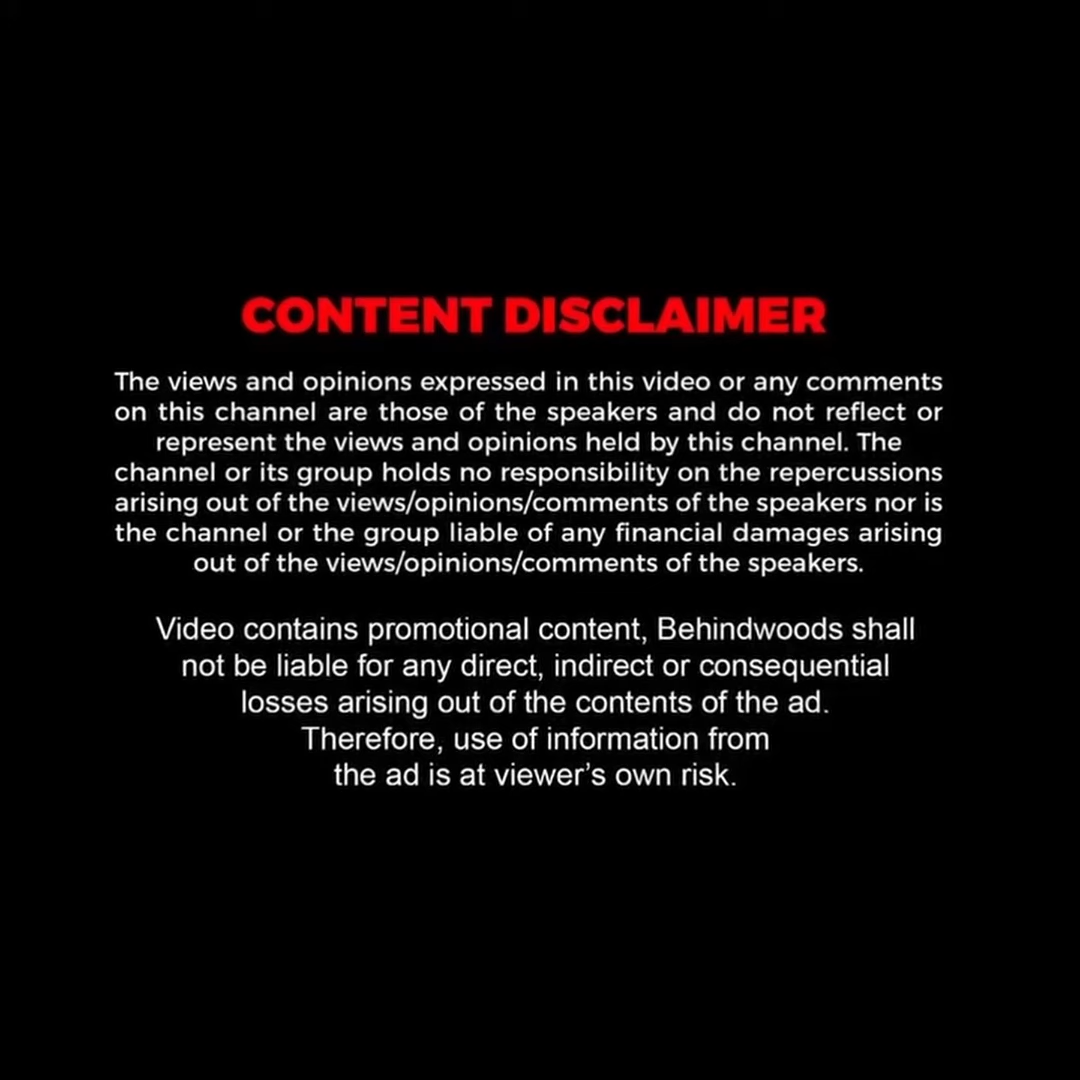 CONTENT DISCLAIMER
The views and opinions expressed in this video or any comments
on this channel are those of the speakers and do not reflect or
represent the views and opinions held by this channel. The
channel or its group holds no responsibility on the repercussions
arising out of the views/opinions/comments of the speakers nor is
the channel or the group liable of any financial damages arising
out of the views/opinions/comments of the speakers.
Video contains promotional content, Behindwoods shall
not be liable for any direct, indirect or consequential
losses arising out of the contents of the ad.
Therefore, use of information from
the ad is at viewer's own risk.